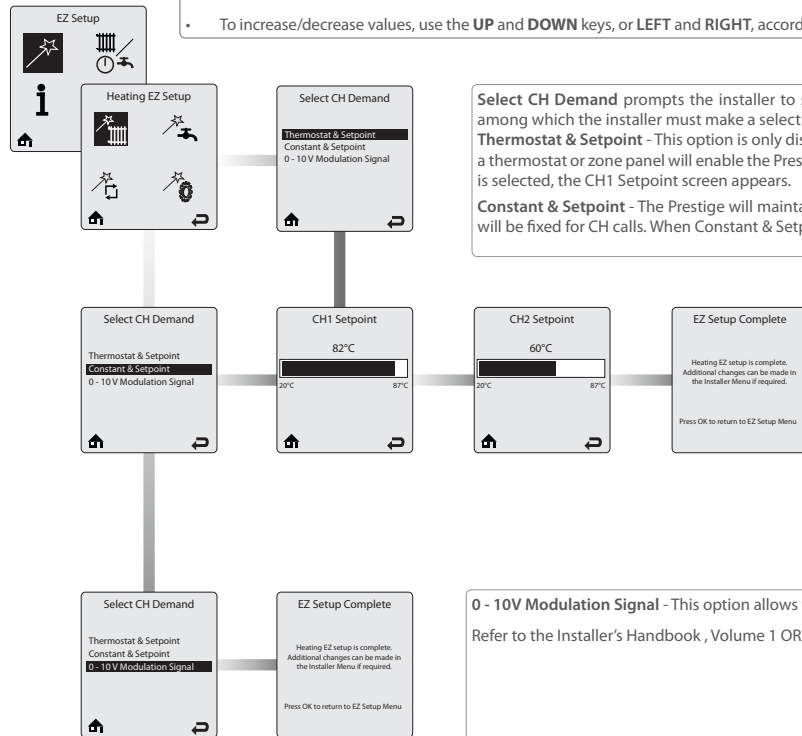 • To increase/decrease values, use the UP and DOWN keys, or LEFT and RIGHT, accord
EZ Setup
i
Heating EZ Setup
Select CH Demand
Thermostat & Setpoint
Constant & Setpoint
0 - 10 V Modulation Signal
Select CH Demand prompts the installer to
among which the installer must make a select
Thermostat & Setpoint - This option is only dis
a thermostat or zone panel will enable the Pres
is selected, the CH1 Setpoint screen appears.
Constant & Setpoint - The Prestige will mainta
will be fixed for CH calls. When Constant & Setp
Select CH Demand
Thermostat & Setpoint
Constant & Setpoint
0 - 10 V Modulation Signal
CH1 Setpoint
82°C
20°C 87°C
CH2 Setpoint
60°C
20°C 87°C
EZ Setup Complete
Heating EZ setup is complete.
Additional changes can be made in
the Installer Menu if required.
Press OK to return to EZ Setup Menu
Select CH Demand
Thermostat & Setpoint
Constant & Setpoint
0 - 10 V Modulation Signal
EZ Setup Complete
Heating EZ setup is complete.
Additional changes can be made in
the Installer Menu if required.
Press OK to return to EZ Setup Menu
0 - 10V Modulation Signal - This option allows
Refer to the Installer's Handbook , Volume 1 OR